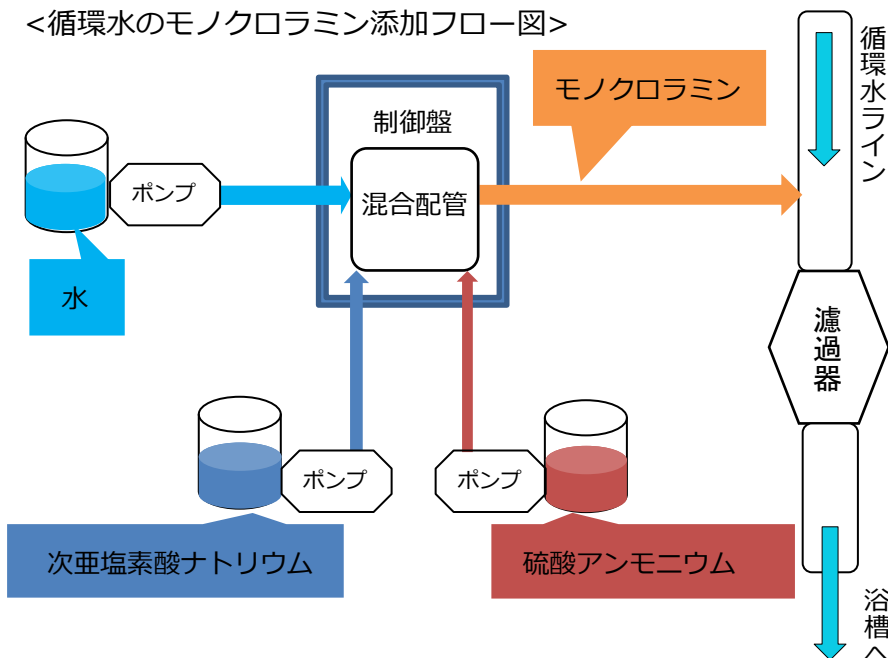 <循環水のモノクロラミン添加フロー図>
循環水ライン
モノクロラミン
制御盤
ポンプ
混合配管
水
濾過器
ポンプ
ポンプ
次亜塩素酸ナトリウム
硫酸アンモニウム
浴槽へ